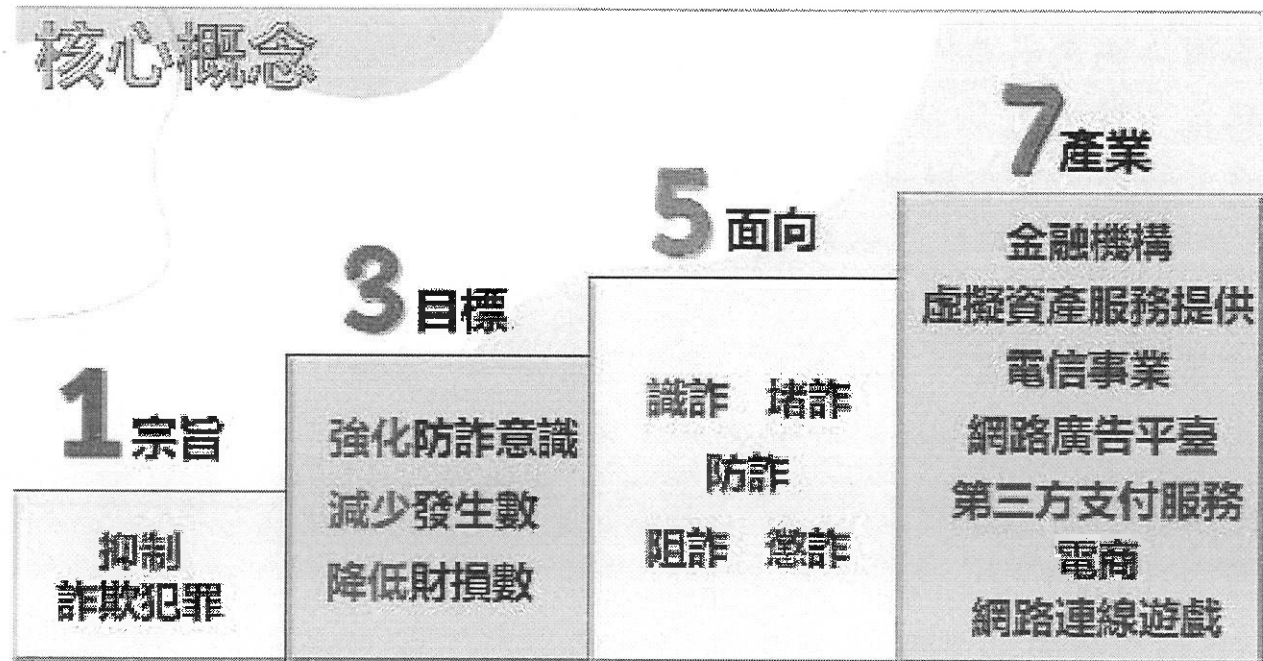 核心概念
1宗旨
抑制
詐欺犯罪
3目標
強化防詐意識
減少發生數
降低財損數
5面向
識詐 堵詐
防詐
阻詐 懲詐
7產業
金融機構
虛擬資產服務提供
電信事業
網路廣告平臺
第三方支付服務
電商
網路連線遊戲